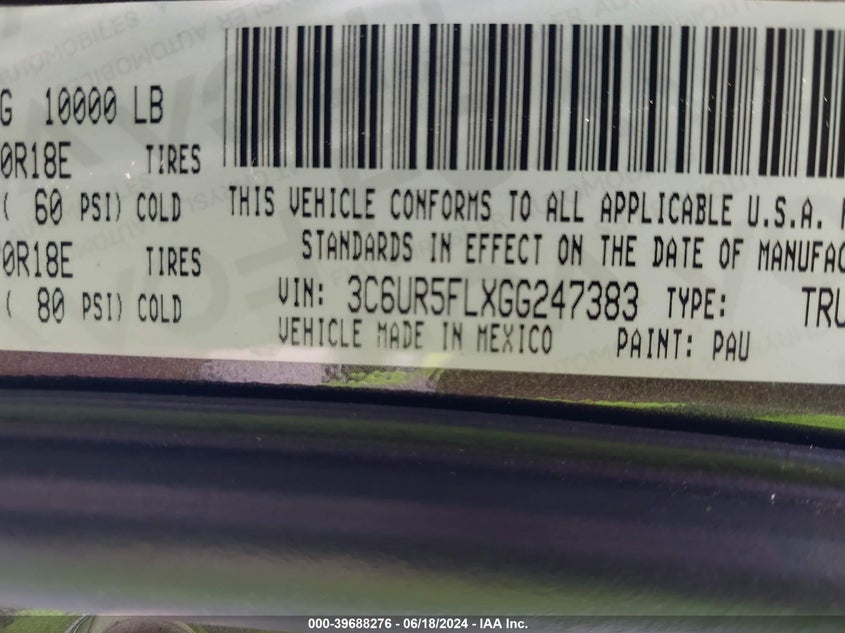 G 10000 LB
0R18E TIRES
( 60 PSI) COLD
0R18E TIRES
( 80 PSI) COLD
THIS VEHICLE CONFORMS TO ALL APPLICABLE U.S.A.
STANDARDS IN EFFECT ON THE DATE OF MANUFAC
VIN: 3C6UR5FLXGG247383 TYPE: TRU
VEHICLE MADE IN MEXICO PAINT: PAU
000-39688276 - 06/18/2024 - IAA Inc.